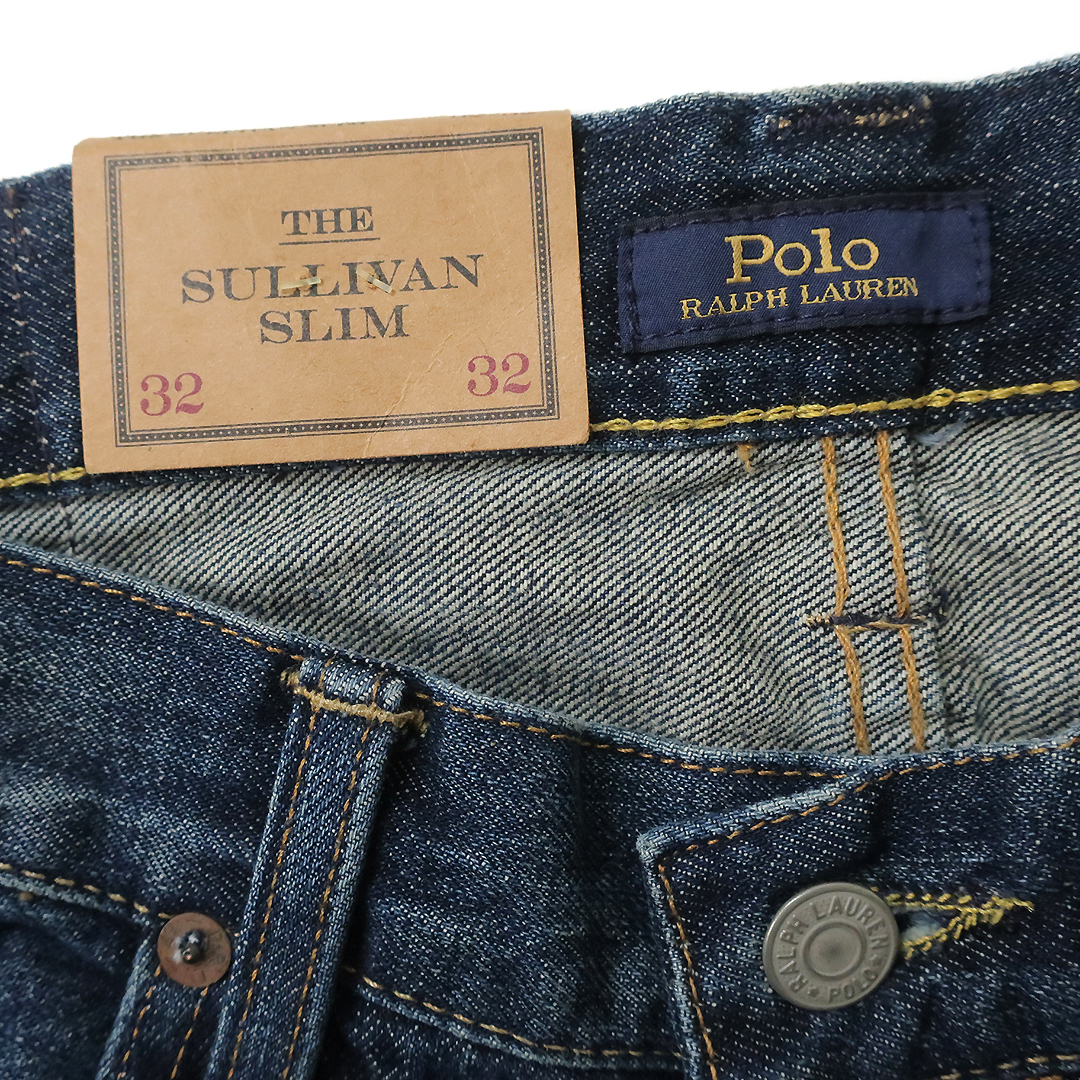 THE
SULLIVAN
SLIM
32 32
Polo
RALPH LAUREN
RALPH LAUREN
POLO